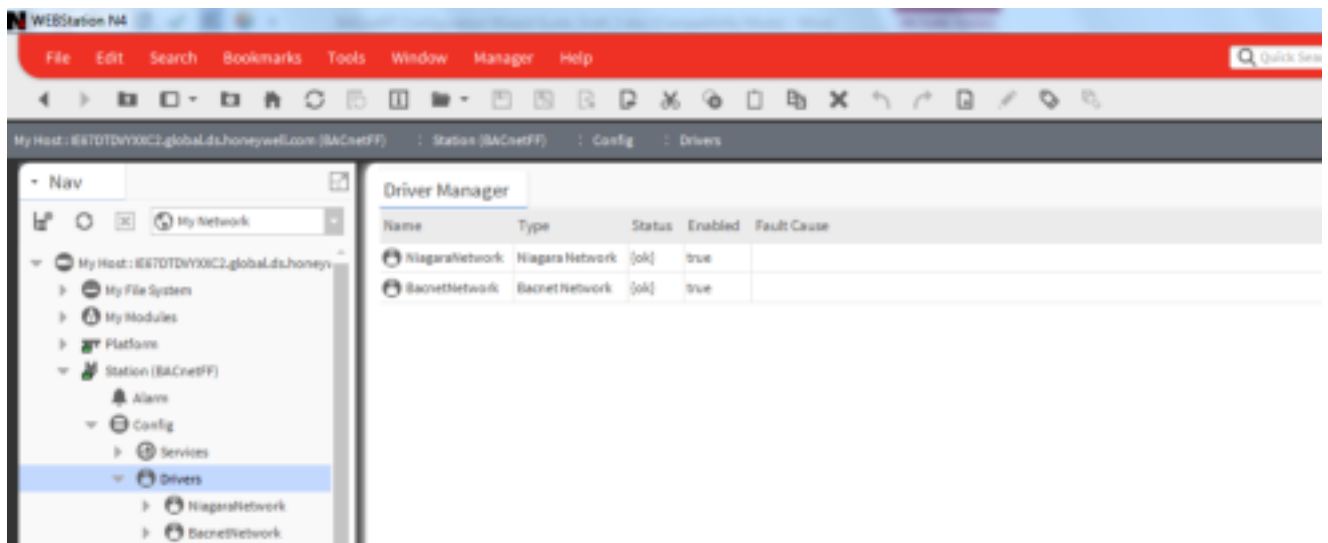 WEBStation N4
File Edit Search Bookmarks Tools Window Manager Help
Quick Sea
My Host : IE67DTDVYXXC2.global.ds.honeywell.com (BACnetFF) : Station (BACnetFF) : Config : Drivers
Nav
My Network
My Host : IE67DTDVYXXC2.global.ds.honeyw
My File System
My Modules
Platform
Station (BACnetFF)
Alarm
Config
Services
Drivers
NiagaraNetwork
BacnetNetwork
Driver Manager
Name Type Status Enabled Fault Cause
NiagaraNetwork Niagara Network {ok} true
BacnetNetwork Bacnet Network {ok} true